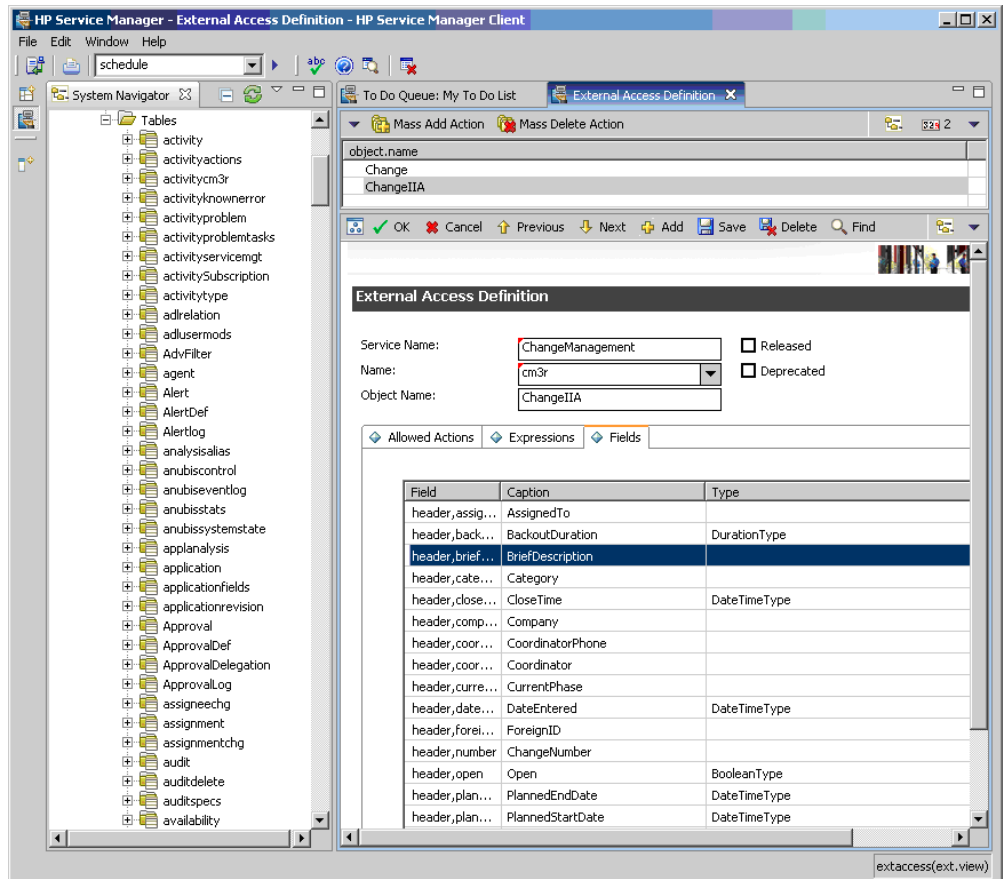 HP Service Manager - External Access Definition - HP Service Manager Client
File Edit Window Help
schedule
abc
System Navigator
Tables
activity
activityactions
activitycm3r
activityknownerror
activityproblem
activityproblemtasks
activityservicemgt
activitySubscription
activitytype
adlrelation
adlusermods
AdvFilter
agent
Alert
AlertDef
Alertlog
analysisalias
anubiscontrol
anubiseventlog
anubisstats
anubissystemstate
applanalysis
application
applicationfields
applicationrevision
Approval
ApprovalDef
ApprovalDelegation
ApprovalLog
assigneechg
assignment
assignmentchg
audit
auditdelete
auditspecs
availability
To Do Queue: My To Do List
External Access Definition
Mass Add Action Mass Delete Action
2
object.name
Change
ChangeIIA
OK Cancel Previous Next Add Save Delete Find
External Access Definition
Service Name: ChangeManagement Released
Name: cm3r Deprecated
Object Name: ChangeIIA
Allowed Actions Expressions Fields
Field Caption Type
header,assig... AssignedTo
header,back... BackoutDuration DurationType
header,brief... BriefDescription
header,cate... Category
header,close... CloseTime DateTimeType
header,comp... Company
header,coor... CoordinatorPhone
header,coor... Coordinator
header,curre... CurrentPhase
header,date... DateEntered DateTimeType
header,forei... ForeignID
header,number ChangeNumber
header,open Open BooleanType
header,plan... PlannedEndDate DateTimeType
header,plan... PlannedStartDate DateTimeType
extaccess(ext.view)